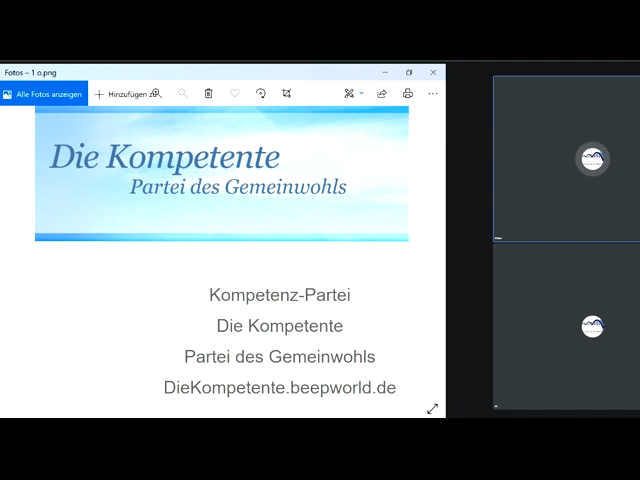 Fotos – 1 o.png
Alle Fotos anzeigen
Hinzufügen
Die Kompetente
Partei des Gemeinwohls
Kompetenz-Partei
Die Kompetente
Partei des Gemeinwohls
DieKompetente.beepworld.de